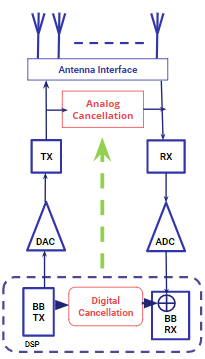 Antenna Interface
Analog
Cancellation
TX
RX
DAC
ADC
BB
TX
Digital
Cancellation
BB
RX
DSP